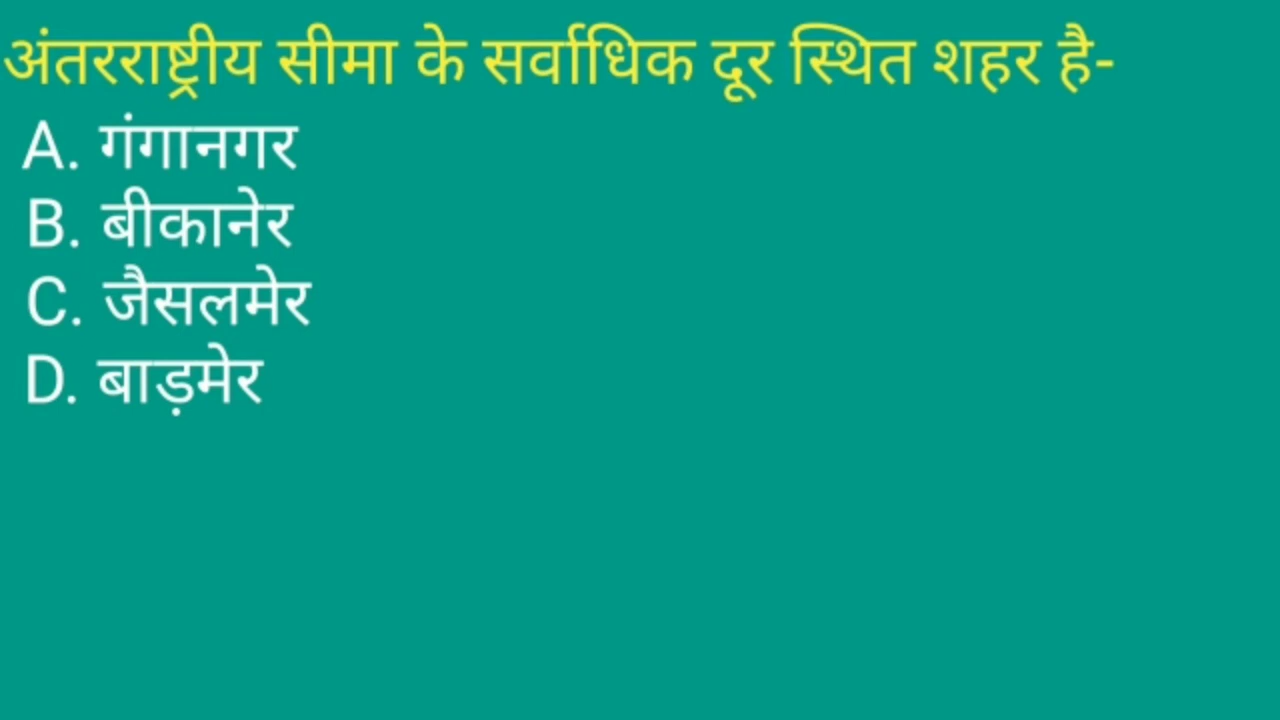 अंतरराष्ट्रीय सीमा के सर्वाधिक दूर स्थित शहर है-
A. गंगानगर
B. बीकानेर
C. जैसलमेर
D. बाड़मेर